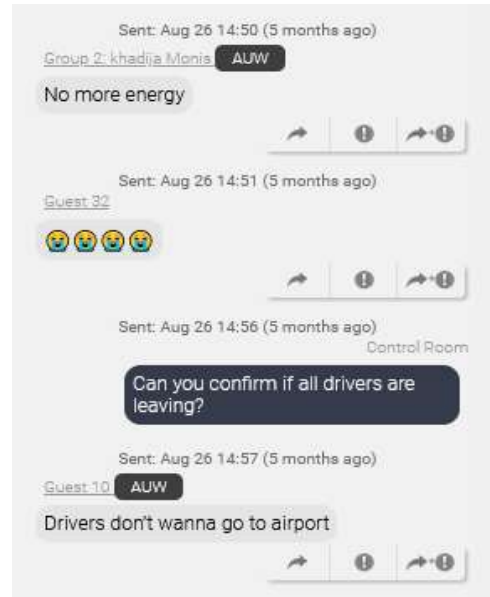 Sent: Aug 26 14:50 (5 months ago)
Group 2: khadija Monis AUW
No more energy
Sent: Aug 26 14:51 (5 months ago)
Guest 32
😭😭😭😭
Sent: Aug 26 14:56 (5 months ago)
Control Room
Can you confirm if all drivers are
leaving?
Sent: Aug 26 14:57 (5 months ago)
Guest 10 AUW
Drivers don't wanna go to airport